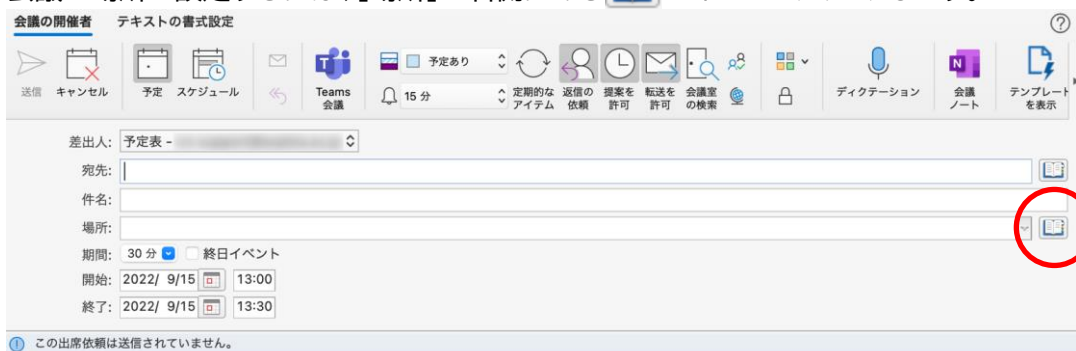 会議の開催者 テキストの書式設定
送信 キャンセル 予定 スケジュール Teams 会議 予定あり 15 分 定期的な アイテム 返信の 依頼 提案を 許可 転送を 許可 会議室 の検索 ディクテーション 会議 ノート テンプレート を表示
差出人: 予定表 -
宛先:
件名:
場所:
期間: 30 分 終日イベント
開始: 2022/ 9/15 13:00
終了: 2022/ 9/15 13:30
この出席依頼は送信されていません。